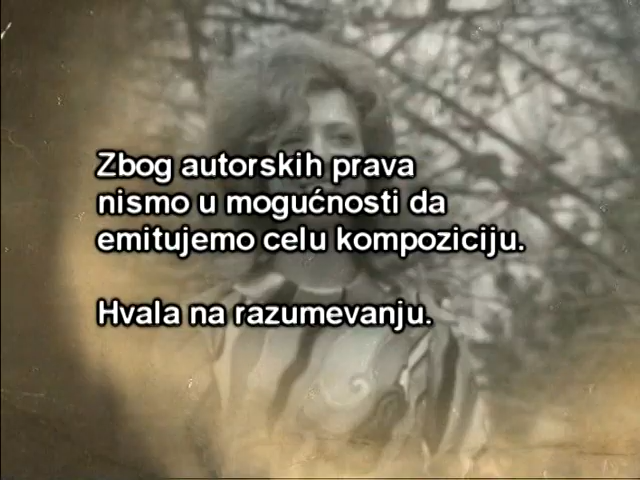 Zbog autorskih prava
nismo u mogućnosti da
emitujemo celu kompoziciju.
Hvala na razumevanju.